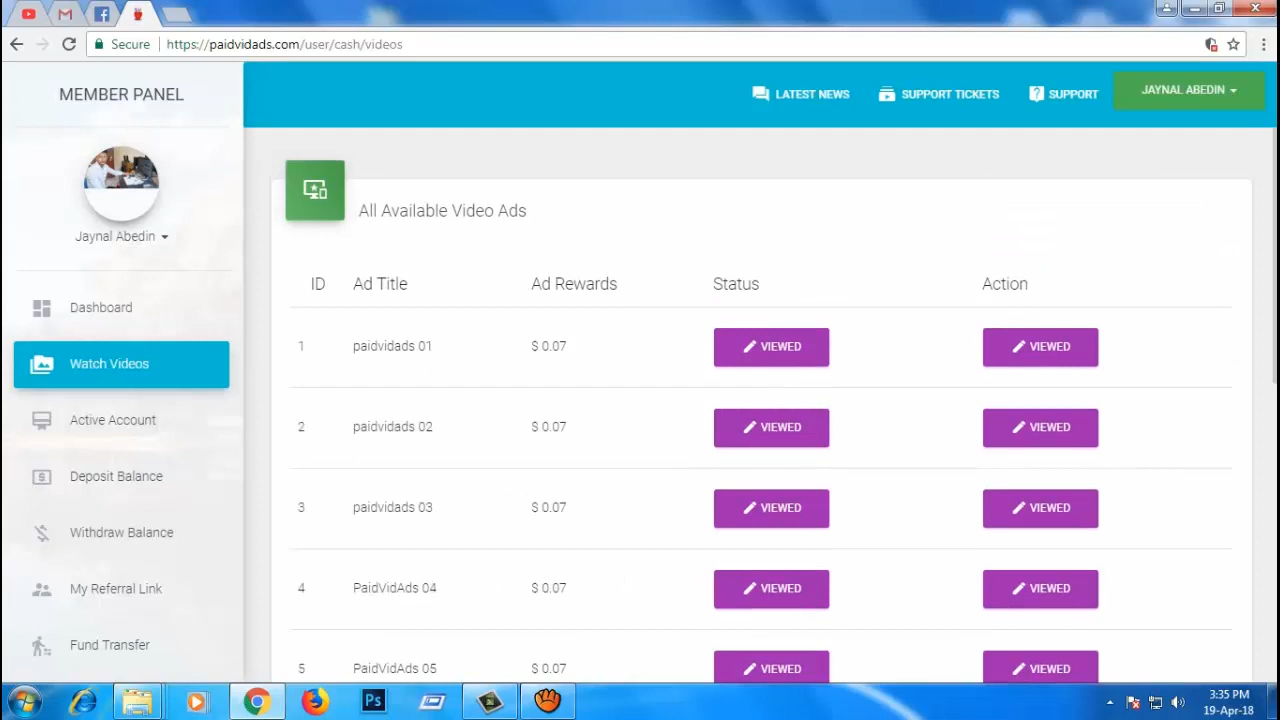 Secure
https://paidvidads.com/user/cash/videos
MEMBER PANEL
LATEST NEWS
SUPPORT TICKETS
SUPPORT
JAYNAL ABEDIN
Jaynal Abedin
Dashboard
Watch Videos
Active Account
Deposit Balance
Withdraw Balance
My Referral Link
Fund Transfer
All Available Video Ads
ID Ad Title Ad Rewards Status Action
1 paidvidads 01 $ 0.07 VIEWED VIEWED
2 paidvidads 02 $ 0.07 VIEWED VIEWED
3 paidvidads 03 $ 0.07 VIEWED VIEWED
4 PaidVidAds 04 $ 0.07 VIEWED VIEWED
5 PaidVidAds 05 $ 0.07 VIEWED VIEWED
Ps
3:35 PM
19-Apr-18